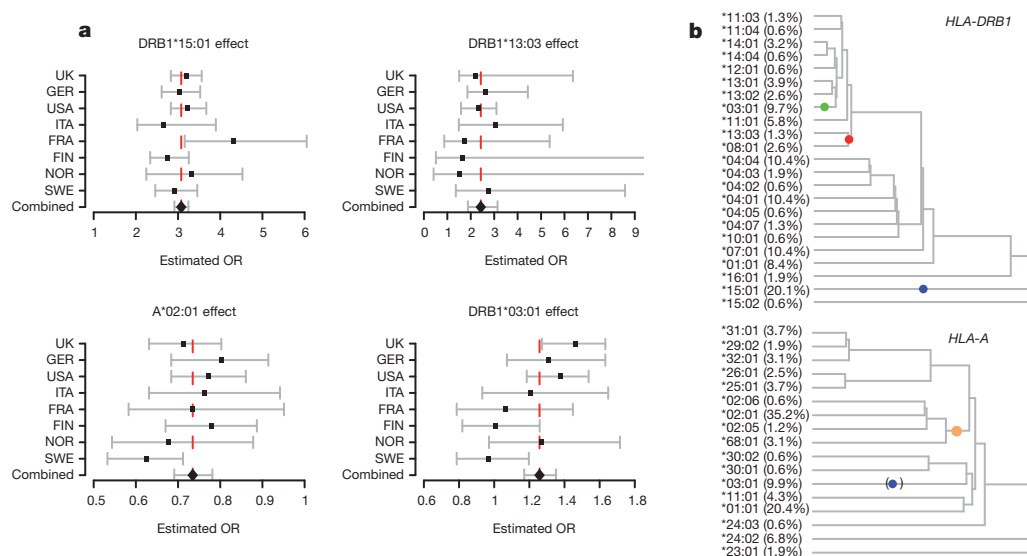 a
DRB1*15:01 effect
UK
GER
USA
ITA
FRA
FIN
NOR
SWE
Combined
1 2 3 4 5 6
Estimated OR
DRB1*13:03 effect
UK
GER
USA
ITA
FRA
FIN
NOR
SWE
Combined
0 1 2 3 4 5 6 7 8 9
Estimated OR
A*02:01 effect
UK
GER
USA
ITA
FRA
FIN
NOR
SWE
Combined
0.5 0.6 0.7 0.8 0.9 1
Estimated OR
DRB1*03:01 effect
UK
GER
USA
ITA
FRA
FIN
NOR
SWE
Combined
0.6 0.8 1 1.2 1.4 1.6 1.8
Estimated OR
b
HLA-DRB1
*11:03 (1.3%)
*11:04 (0.6%)
*14:01 (3.2%)
*14:04 (0.6%)
*12:01 (0.6%)
*13:01 (3.9%)
*13:02 (2.6%)
*03:01 (9.7%)
*11:01 (5.8%)
*13:03 (1.3%)
*08:01 (2.6%)
*04:04 (10.4%)
*04:03 (1.9%)
*04:02 (0.6%)
*04:01 (10.4%)
*04:05 (0.6%)
*04:07 (1.3%)
*10:01 (0.6%)
*07:01 (10.4%)
*01:01 (8.4%)
*16:01 (1.9%)
*15:01 (20.1%)
*15:02 (0.6%)
HLA-A
*31:01 (3.7%)
*29:02 (1.9%)
*32:01 (3.1%)
*26:01 (2.5%)
*25:01 (3.7%)
*02:06 (0.6%)
*02:01 (35.2%)
*02:05 (1.2%)
*68:01 (3.1%)
*30:02 (0.6%)
*30:01 (0.6%)
*03:01 (9.9%)
( )
*11:01 (4.3%)
*01:01 (20.4%)
*24:03 (0.6%)
*24:02 (6.8%)
*23:01 (1.9%)